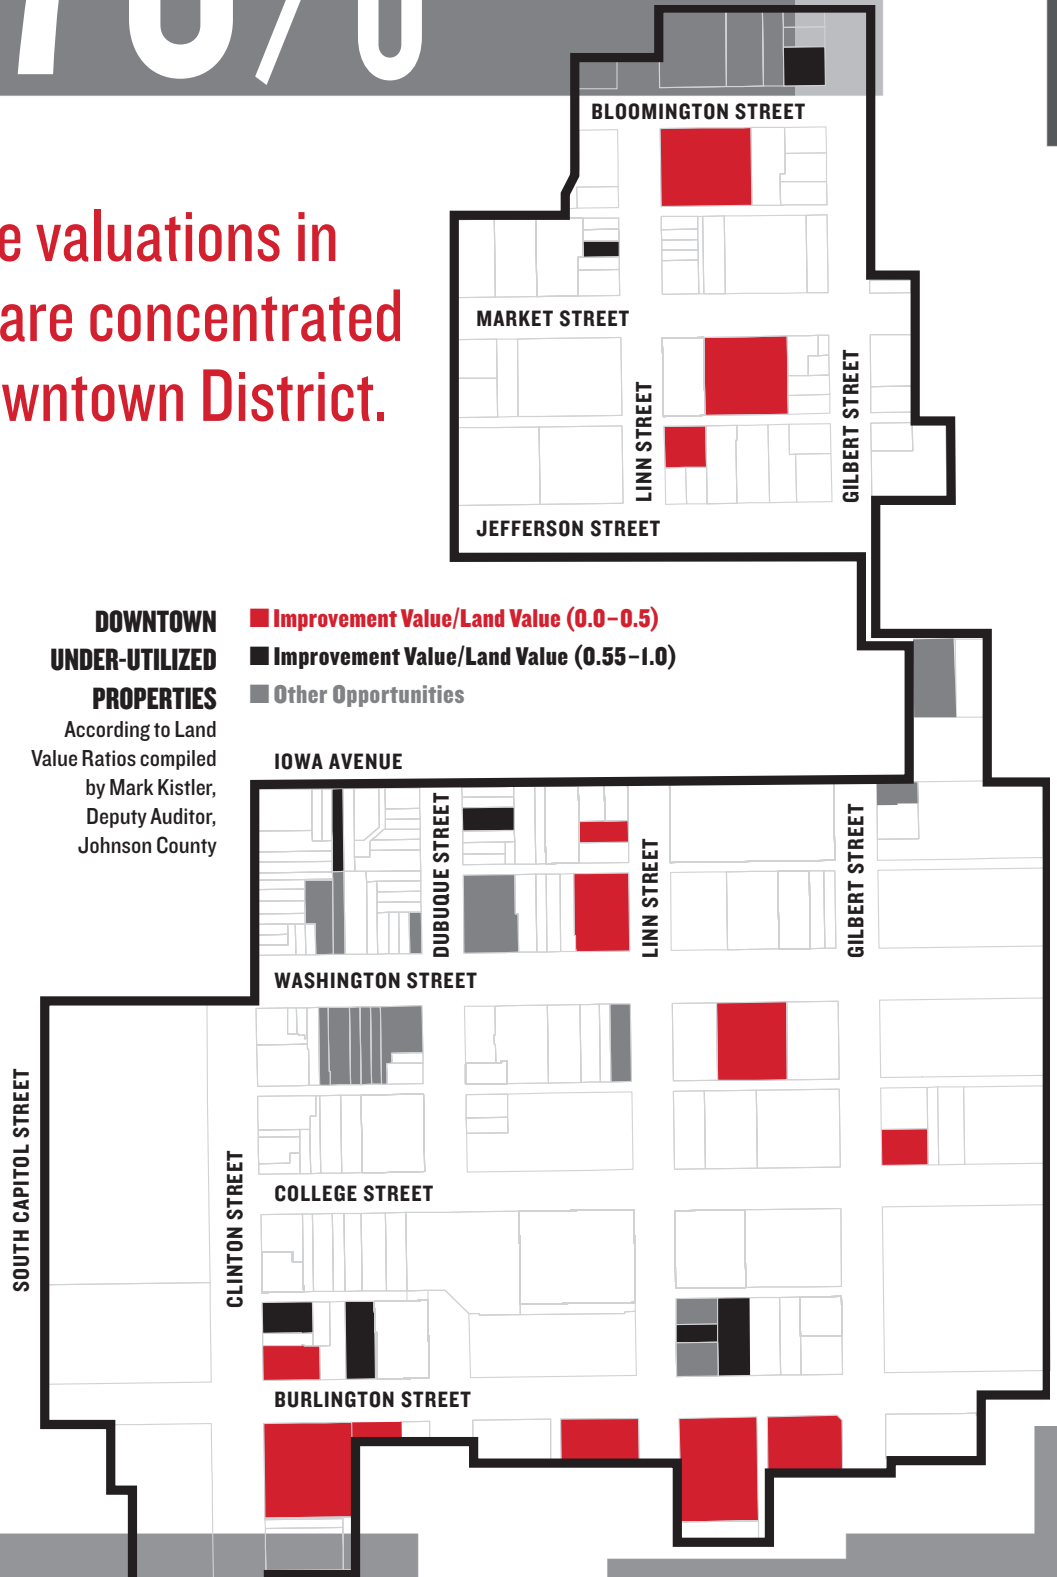 BLOOMINGTON STREET
e valuations in
are concentrated
wntown District.
MARKET STREET
LINN STREET
GILBERT STREET
JEFFERSON STREET
DOWNTOWN
UNDER-UTILIZED
PROPERTIES
According to Land
Value Ratios compiled
by Mark Kistler,
Deputy Auditor,
Johnson County
Improvement Value/Land Value (0.0–0.5)
Improvement Value/Land Value (0.55–1.0)
Other Opportunities
IOWA AVENUE
DUBUQUE STREET
LINN STREET
GILBERT STREET
WASHINGTON STREET
SOUTH CAPITOL STREET
CLINTON STREET
COLLEGE STREET
BURLINGTON STREET